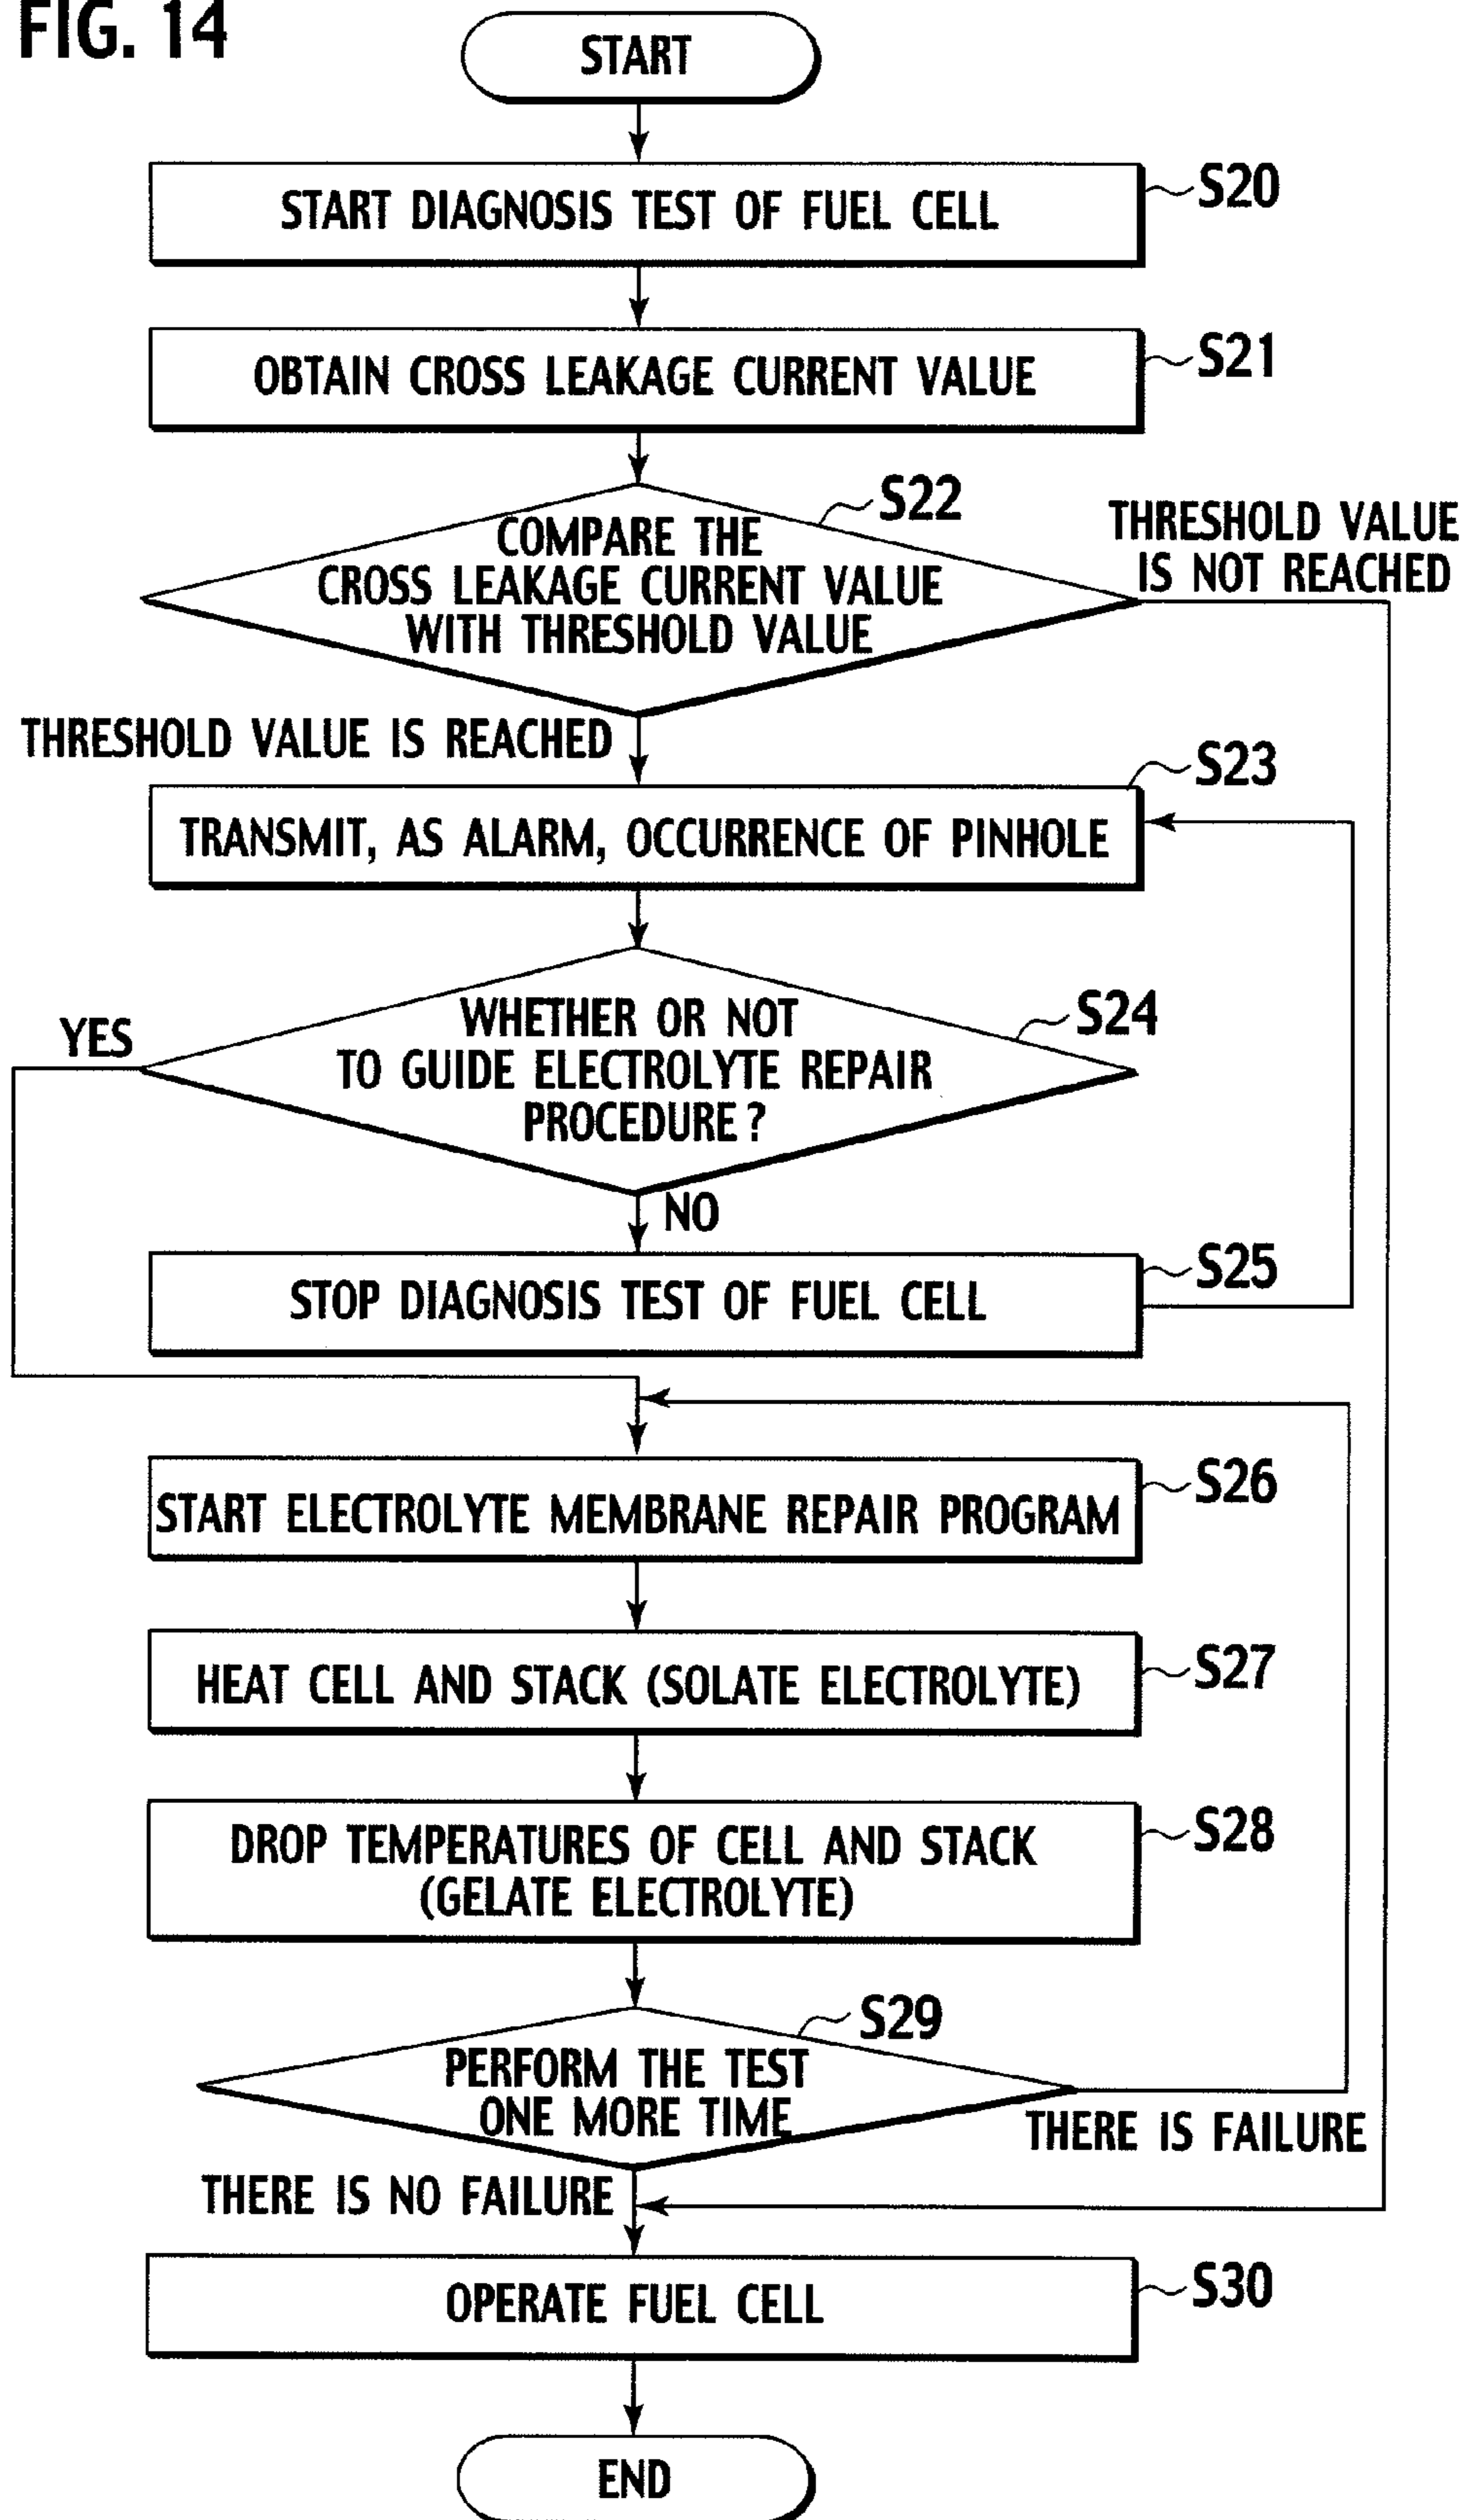 FIG. 14
START
START DIAGNOSIS TEST OF FUEL CELL
S20
OBTAIN CROSS LEAKAGE CURRENT VALUE
S21
S22
COMPARE THE
CROSS LEAKAGE CURRENT VALUE
WITH THRESHOLD VALUE
THRESHOLD VALUE
IS NOT REACHED
THRESHOLD VALUE IS REACHED
S23
TRANSMIT, AS ALARM, OCCURRENCE OF PINHOLE
S24
WHETHER OR NOT
TO GUIDE ELECTROLYTE REPAIR
PROCEDURE?
YES
NO
STOP DIAGNOSIS TEST OF FUEL CELL
S25
START ELECTROLYTE MEMBRANE REPAIR PROGRAM
S26
HEAT CELL AND STACK (SOLATE ELECTROLYTE)
S27
DROP TEMPERATURES OF CELL AND STACK
(GELATE ELECTROLYTE)
S28
S29
PERFORM THE TEST
ONE MORE TIME
THERE IS FAILURE
THERE IS NO FAILURE
OPERATE FUEL CELL
S30
END